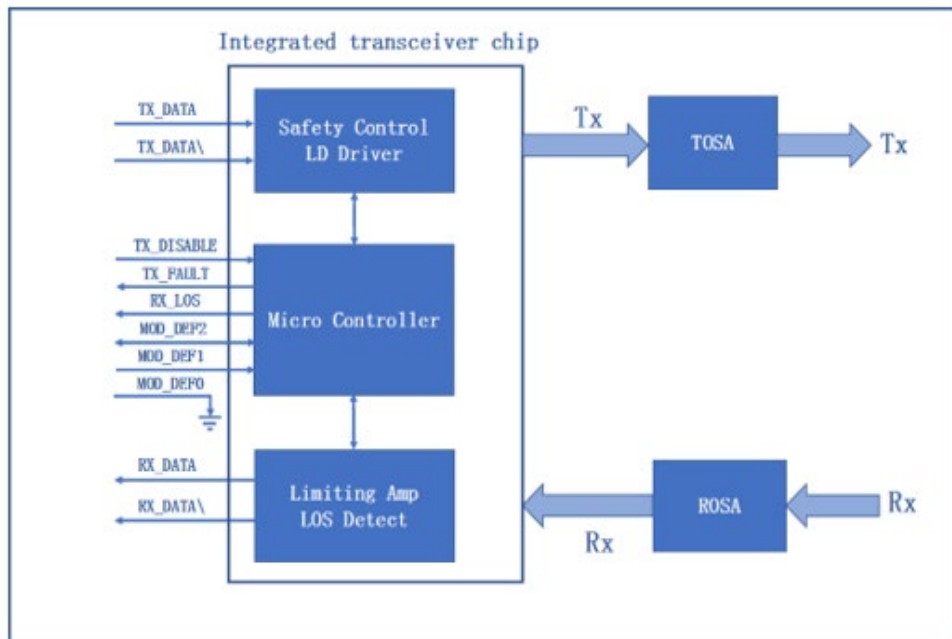 Integrated transceiver chip
TX_DATA
TX_DATA\
Safety Control
LD Driver
Tx
TOSA
Tx
TX_DISABLE
TX_FAULT
RX_LOS
MOD_DEF2
MOD_DEF1
MOD_DEF0
Micro Controller
RX_DATA
RX_DATA\
Limiting Amp
LOS Detect
Rx
ROSA
Rx